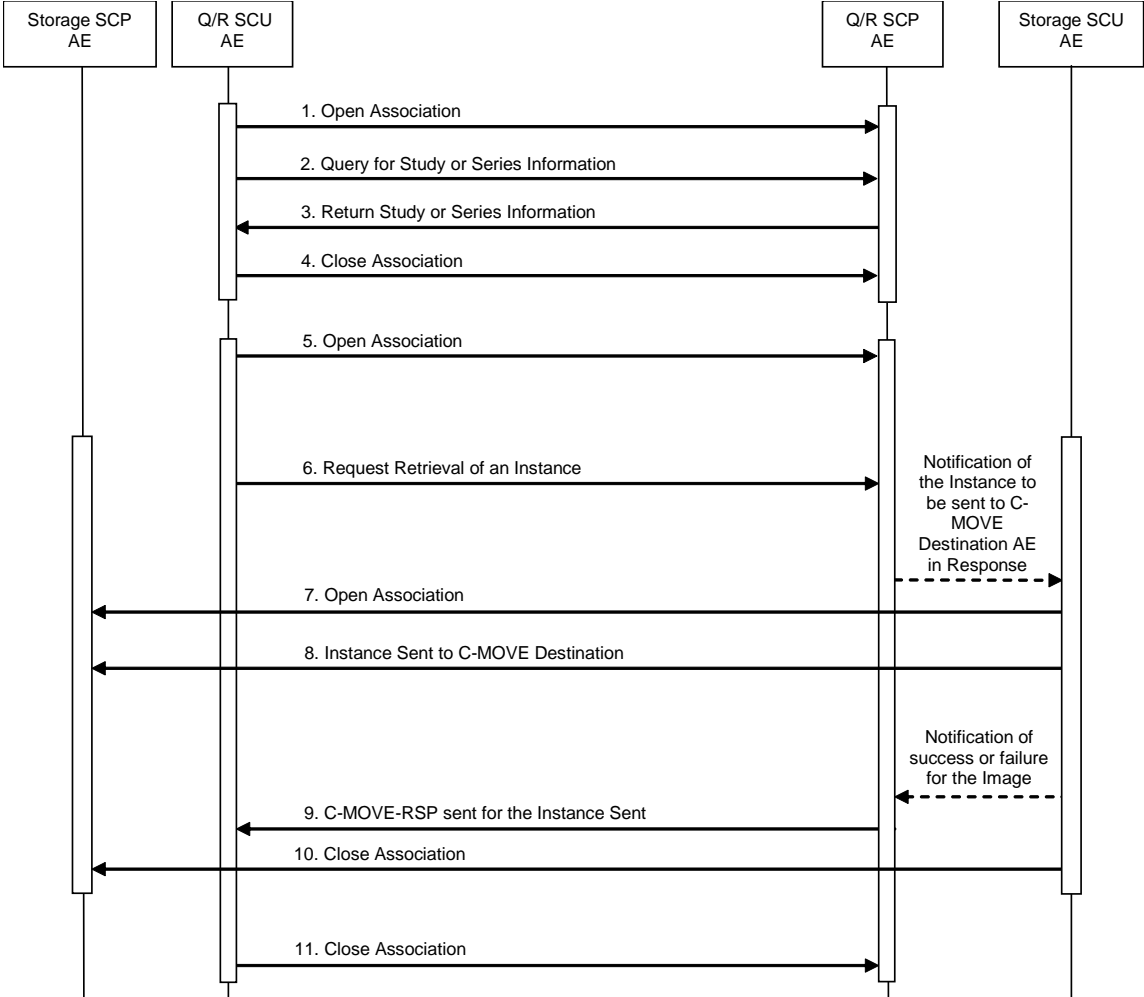 Storage SCP
AE
Q/R SCU
AE
Q/R SCP
AE
Storage SCU
AE
1. Open Association
2. Query for Study or Series Information
3. Return Study or Series Information
4. Close Association
5. Open Association
6. Request Retrieval of an Instance
Notification of
the Instance to
be sent to C-
MOVE
Destination AE
in Response
7. Open Association
8. Instance Sent to C-MOVE Destination
Notification of
success or failure
for the Image
9. C-MOVE-RSP sent for the Instance Sent
10. Close Association
11. Close Association